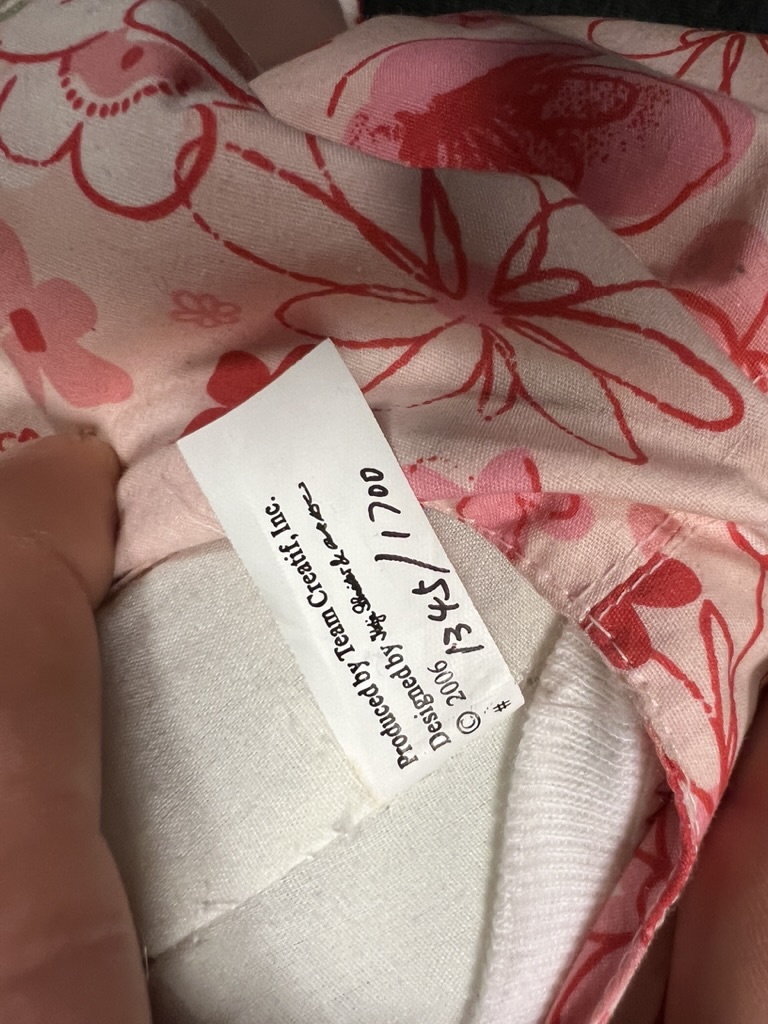 Produced by Team Creatif, Inc.
Designed by
© 2006
# 1345/1700